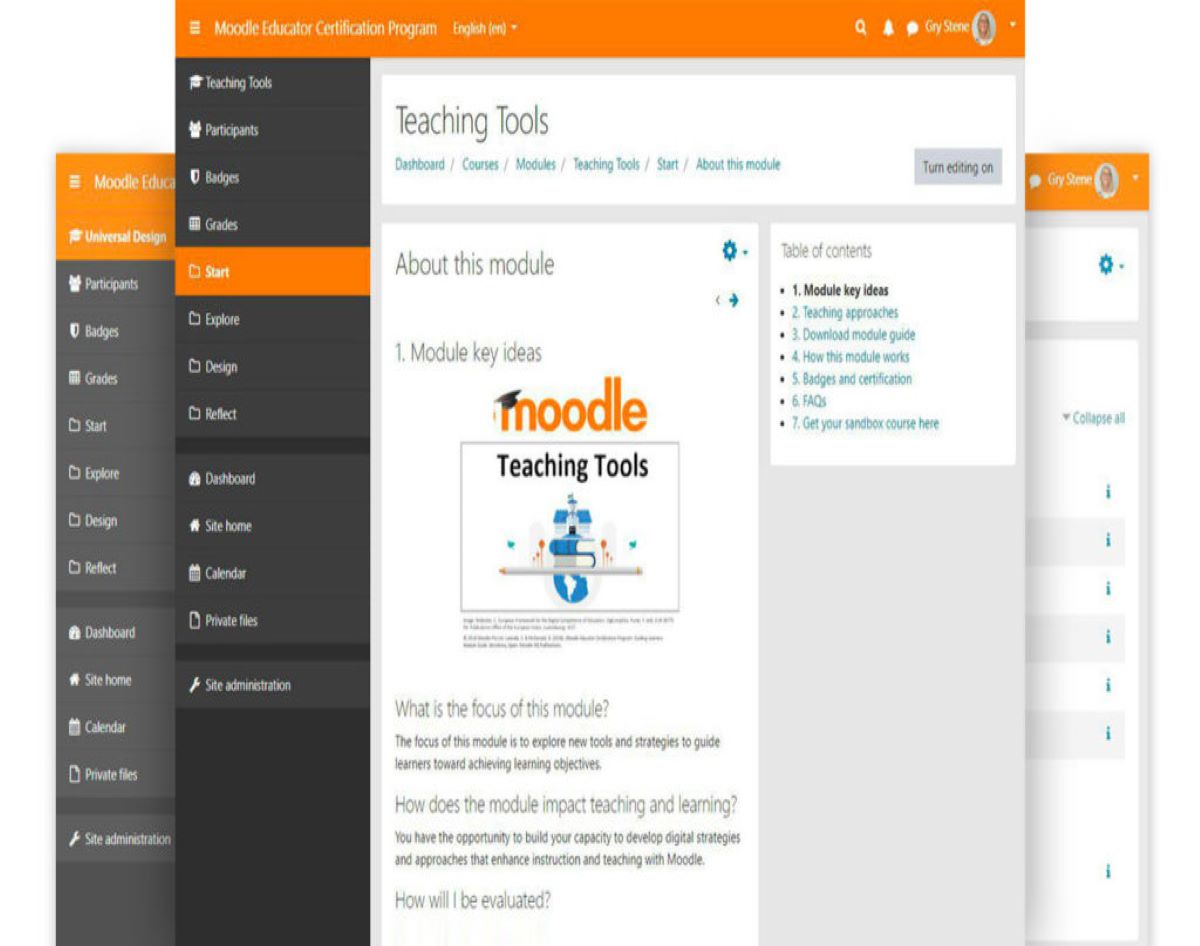 Moodle Educator Certification Program English (en)
Gry Stene
Teaching Tools
Participants
Badges
Grades
Start
Explore
Design
Reflect
Dashboard
Site home
Calendar
Private files
Site administration
Teaching Tools
Dashboard / Courses / Modules / Teaching Tools / Start / About this module
Turn editing on
About this module
1. Module key ideas
moodle
Teaching Tools
What is the focus of this module?
The focus of this module is to explore new tools and strategies to guide
learners toward achieving learning objectives.
How does the module impact teaching and learning?
You have the opportunity to build your capacity to develop digital strategies
and approaches that enhance instruction and teaching with Moodle.
How will I be evaluated?
Table of contents
1. Module key ideas
2. Teaching approaches
3. Download module guide
4. How this module works
5. Badges and certification
6. FAQs
7. Get your sandbox course here
Moodle Educa
Universal Design
Participants
Badges
Grades
Start
Explore
Design
Reflect
Dashboard
Site home
Calendar
Private files
Site administration
Gry Stene
Collapse all